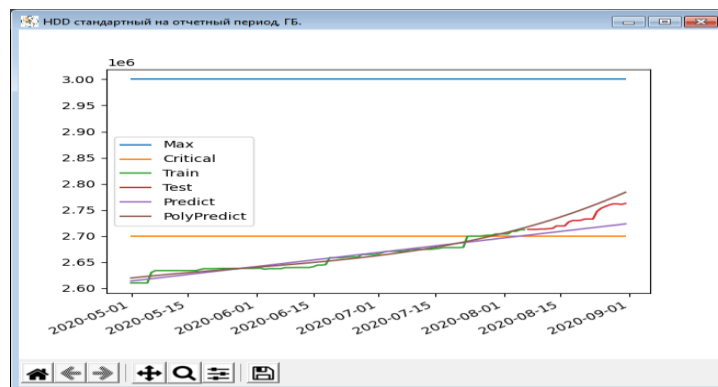 HDD стандартный на отчетный период, ГБ.
1e6
3.00
2.95
2.90
2.85
2.80
2.75
2.70
2.65
2.60
Max
Critical
Train
Test
Predict
PolyPredict
2020-05-01
2020-05-15
2020-06-01
2020-06-15
2020-07-01
2020-07-15
2020-08-01
2020-08-15
2020-09-01